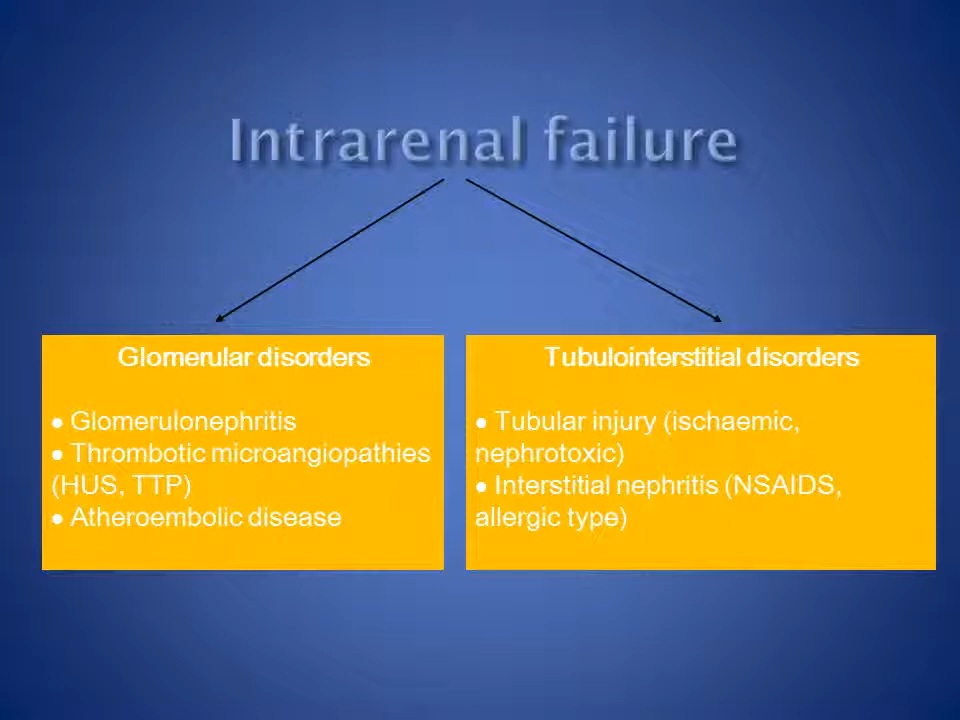 Intrarenal failure
Glomerular disorders
• Glomerulonephritis
• Thrombotic microangiopathies
(HUS, TTP)
• Atheroembolic disease
Tubulointerstitial disorders
• Tubular injury (ischaemic,
nephrotoxic)
• Interstitial nephritis (NSAIDS,
allergic type)